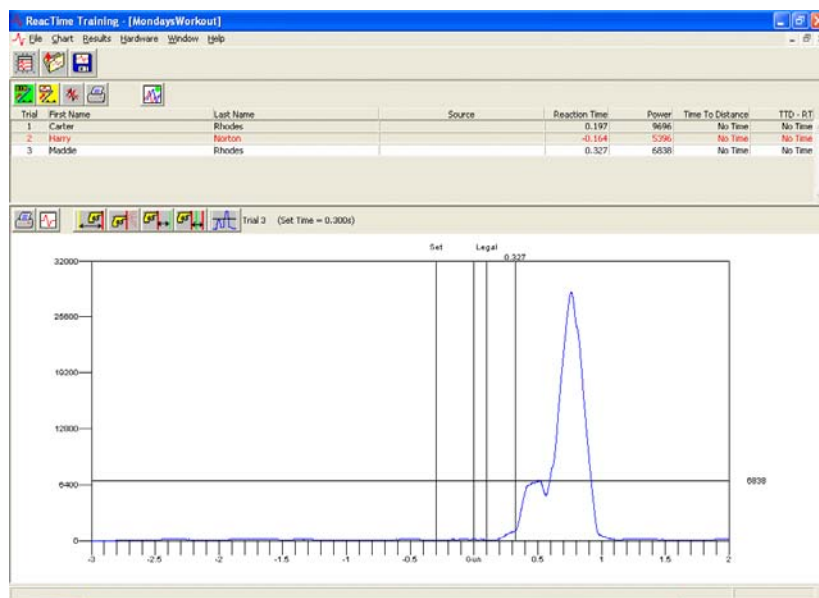 ReacTime Training - [MondaysWorkout]
File Chart Results Hardware Window Help
Trial First Name Last Name Source Reaction Time Power Time To Distance TTD - RT
1 Carter Rhodes 0.197 9696 No Time No Time
2 Harry Norton -0.164 5396 No Time No Time
3 Maddie Rhodes 0.327 6838 No Time No Time
Trial 3 (Set Time = 0.300s)
Set Legal
0.327
32000
25600
19200
12800
6400
6838
0
-3 -2.5 -2 -1.5 -1 -0.5 Gun 0.5 1 1.5 2